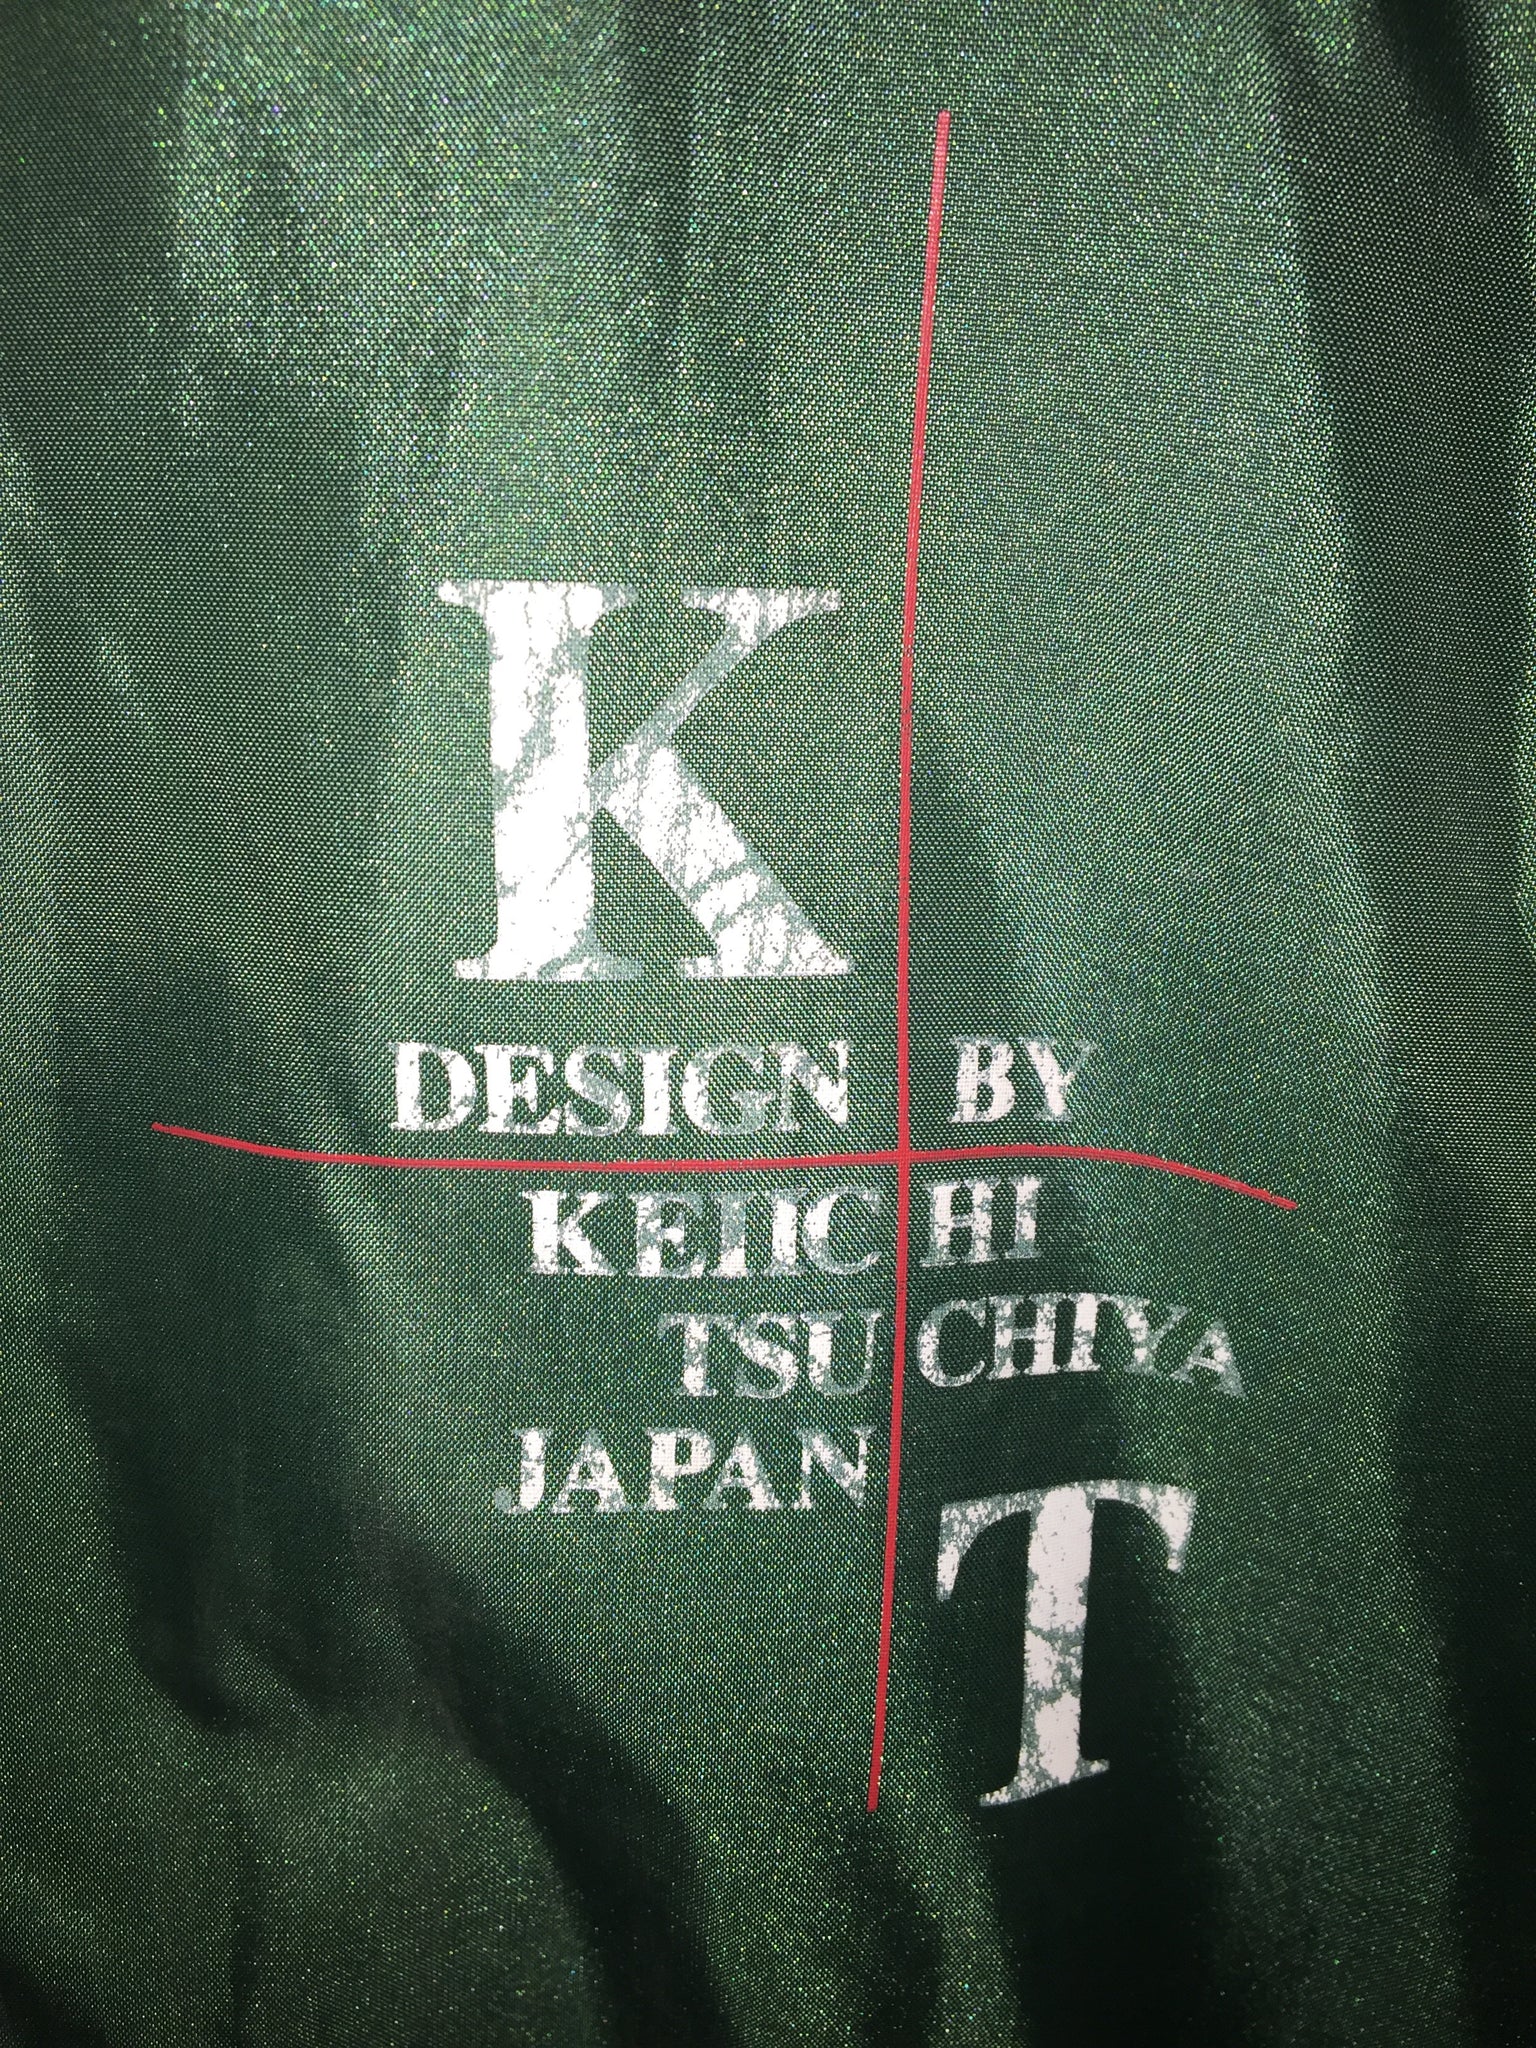 K
DESIGN BY
KEIICHI
TSUCHIYA
JAPAN
T